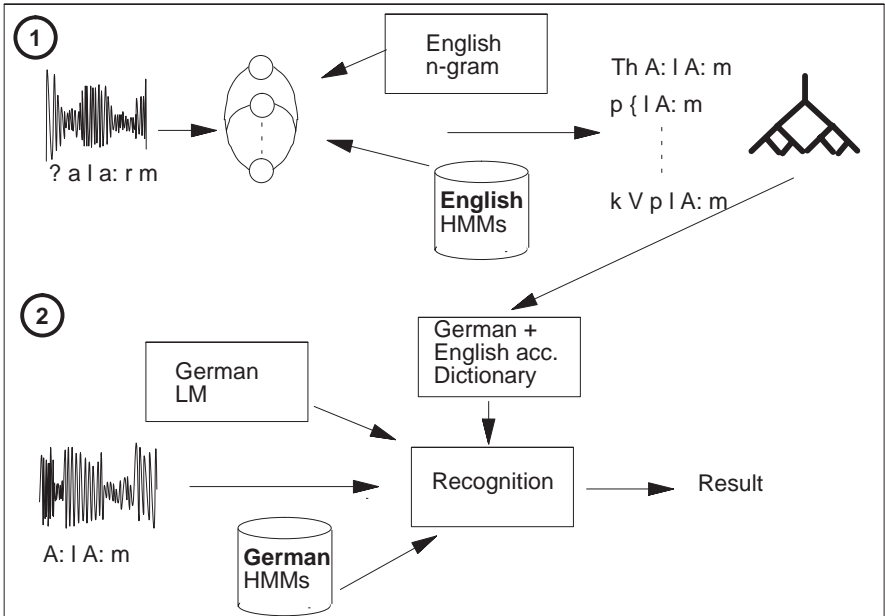 1
English
n-gram
Th A: l A: m
p { l A: m
k V p l A: m
? a l a: r m
English
HMMs
2
German +
English acc.
Dictionary
German
LM
Recognition
Result
A: l A: m
German
HMMs